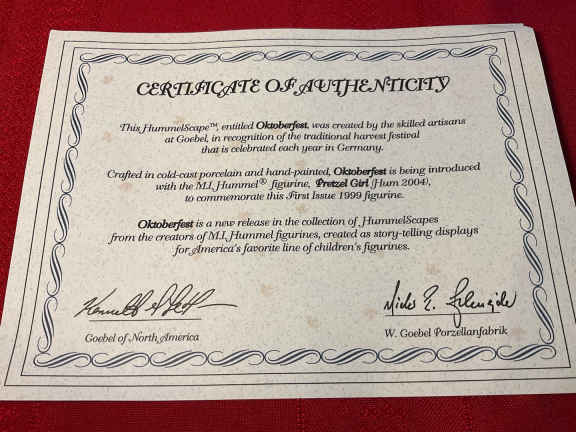 CERTIFICATE OF AUTHENTICITY
This HummelScape™, entitled Oktoberfest, was created by the skilled artisans
at Goebel, in recognition of the traditional harvest festival
that is celebrated each year in Germany.
Crafted in cold-cast porcelain and hand-painted, Oktoberfest is being introduced
with the M.I. Hummel® figurine, Pretzel Girl (Hum 2004),
to commemorate this First Issue 1999 figurine.
Oktoberfest is a new release in the collection of HummelScapes
from the creators of M.I. Hummel figurines, created as story-telling displays
for America's favorite line of children's figurines.
Goebel of North America
W. Goebel Porzellanfabrik